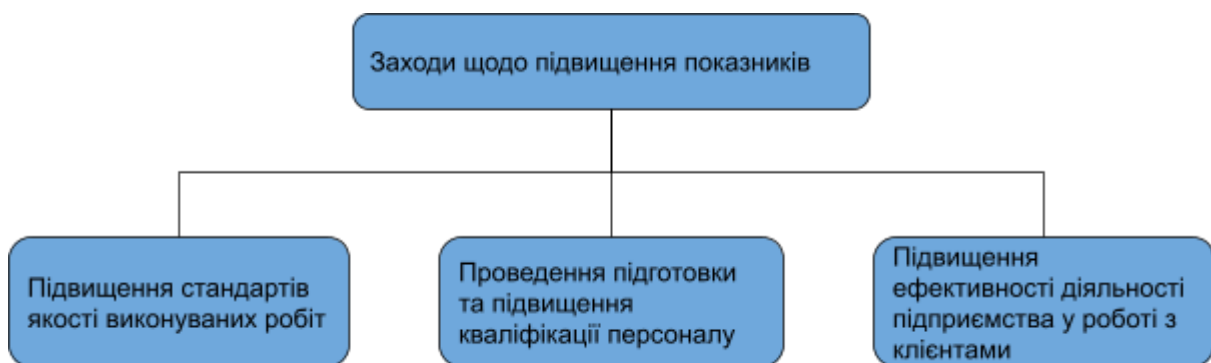 Заходи щодо підвищення показників
Підвищення стандартів
якості виконуваних робіт
Проведення підготовки
та підвищення
кваліфікації персоналу
Підвищення
ефективності діяльності
підприємства у роботі з
клієнтами